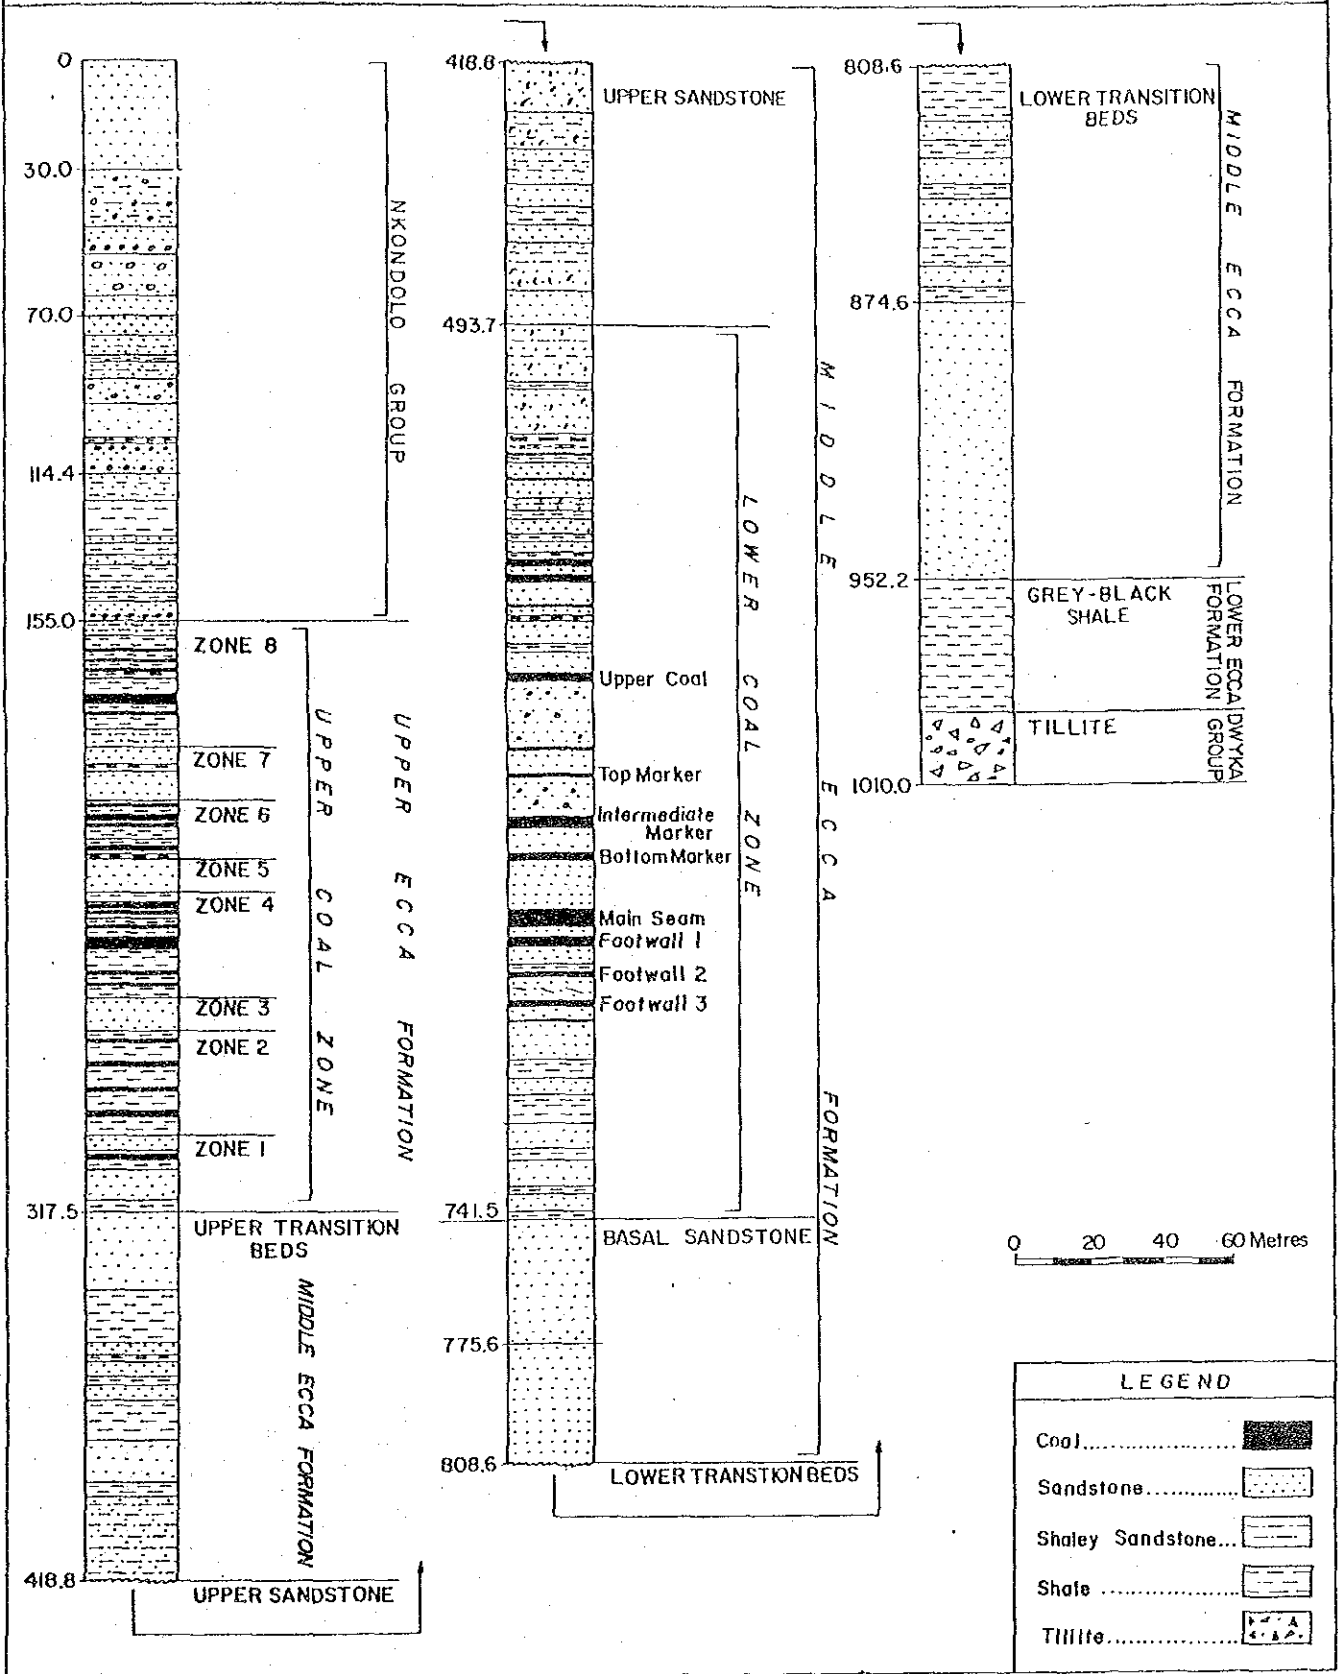 0
30.0
70.0
114.4
155.0
317.5
418.8
NKONDOLO GROUP
ZONE 8
ZONE 7
ZONE 6
ZONE 5
ZONE 4
ZONE 3
ZONE 2
ZONE 1
UPPER COAL ZONE
UPPER ECCA FORMATION
UPPER TRANSITION
BEDS
MIDDLE ECCA FORMATION
UPPER SANDSTONE
418.8
493.7
741.5
775.6
808.6
UPPER SANDSTONE
Upper Coal
Top Marker
Intermediate
Marker
Bottom Marker
Main Seam
Footwall 1
Footwall 2
Footwall 3
LOWER COAL ZONE
MIDDLE ECCA FORMATION
BASAL SANDSTONE
LOWER TRANSTION BEDS
808.6
874.6
952.2
1010.0
LOWER TRANSITION
BEDS
MIDDLE ECCA FORMATION
GREY-BLACK
SHALE
LOWER ECCA
FORMATION
TILLITE
DWYKA
GROUP
0 20 40 60 Metres
LEGEND
Coal....................
Sandstone............
Shaley Sandstone...
Shale ..................
Tillite..................